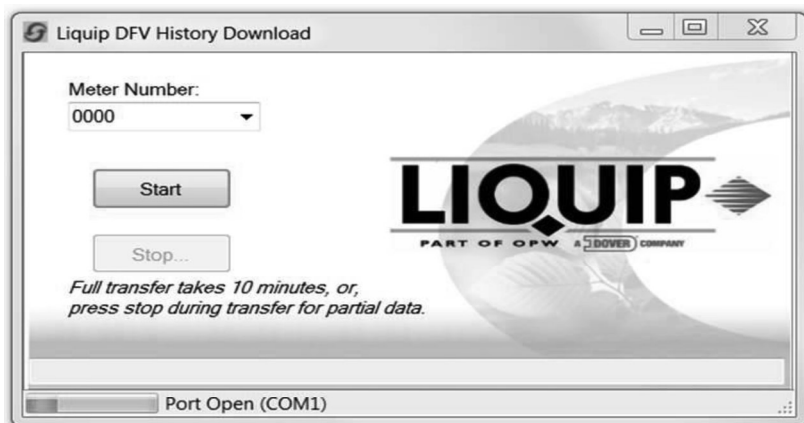 Liquip DFV History Download
Meter Number:
0000
Start
Stop...
Full transfer takes 10 minutes, or,
press stop during transfer for partial data.
LIQUIP
PART OF OPW A DOVER COMPANY
Port Open (COM1)